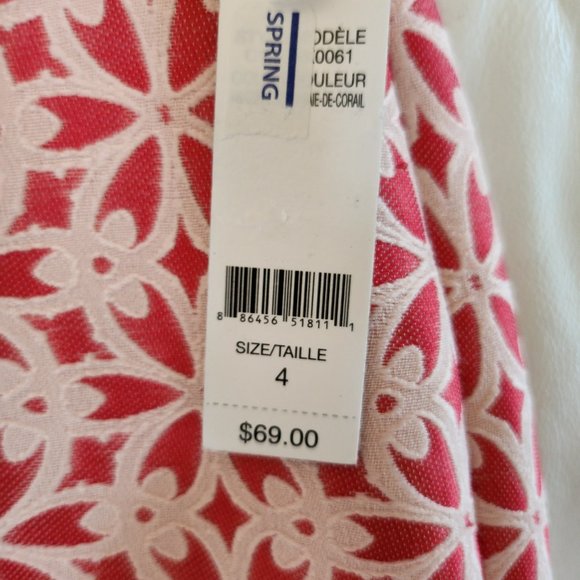 SPRING
ODÈLE
0061
OULEUR
NE-DE-CORAIL
8 86456 51811 1
SIZE/TAILLE
4
$69.00